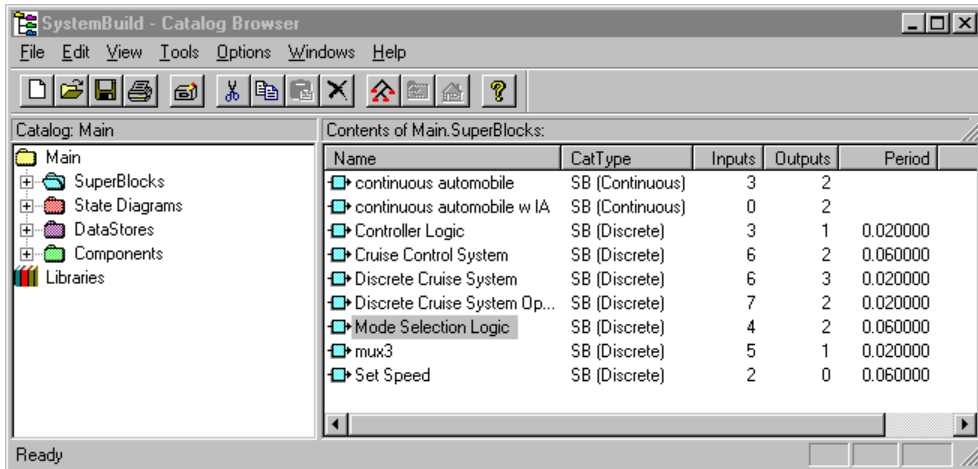 SystemBuild - Catalog Browser
File Edit View Tools Options Windows Help
Catalog: Main
Contents of Main.SuperBlocks:
Main
SuperBlocks
State Diagrams
DataStores
Components
Libraries
Name CatType Inputs Outputs Period
continuous automobile SB (Continuous) 3 2
continuous automobile w IA SB (Continuous) 0 2
Controller Logic SB (Discrete) 3 1 0.020000
Cruise Control System SB (Discrete) 6 2 0.060000
Discrete Cruise System SB (Discrete) 6 3 0.020000
Discrete Cruise System Op... SB (Discrete) 7 2 0.020000
Mode Selection Logic SB (Discrete) 4 2 0.060000
mux3 SB (Discrete) 5 1 0.020000
Set Speed SB (Discrete) 2 0 0.060000
Ready